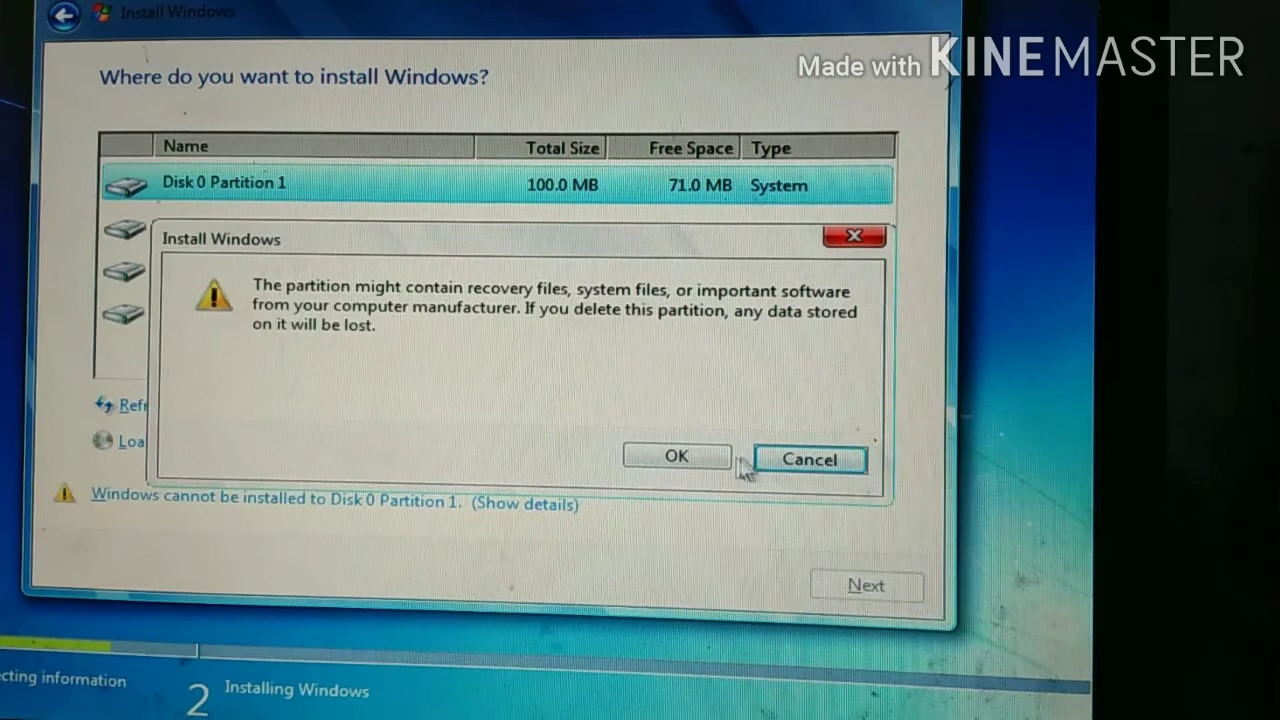 Install Windows
Made with KINEMASTER
Where do you want to install Windows?
Name Total Size Free Space Type
Disk 0 Partition 1 100.0 MB 71.0 MB System
Install Windows
The partition might contain recovery files, system files, or important software
from your computer manufacturer. If you delete this partition, any data stored
on it will be lost.
Refr
Loa
OK Cancel
Windows cannot be installed to Disk 0 Partition 1. (Show details)
Next
cting information
2 Installing Windows